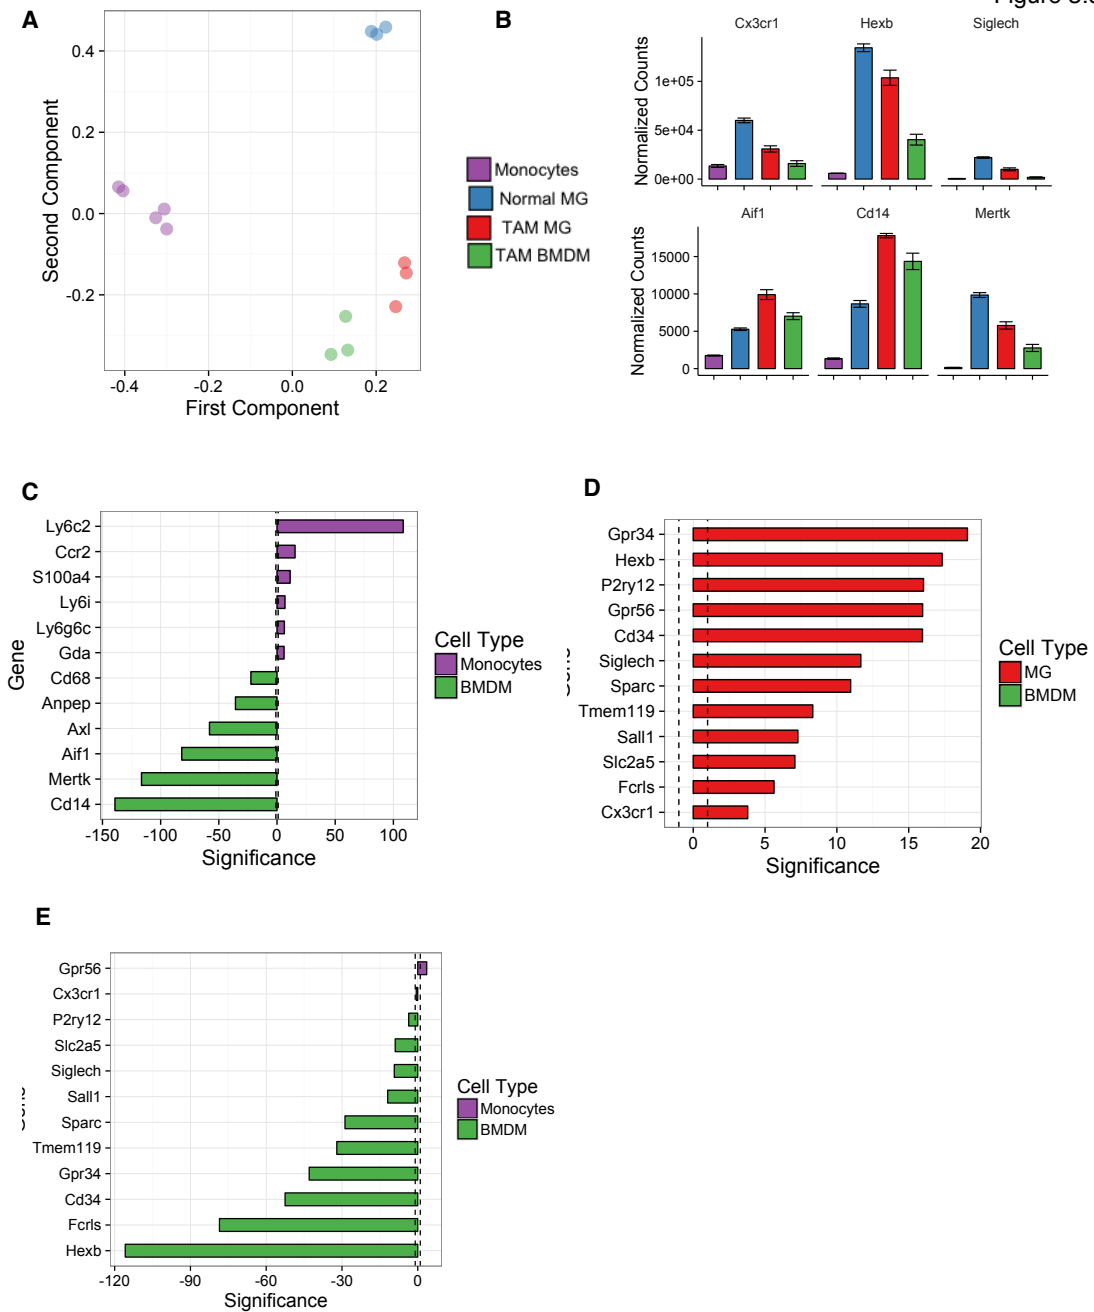 Figure 3.
A
0.4
0.2
0.0
-0.2
-0.4
-0.2
0.0
0.2
Second Component
First Component
Monocytes
Normal MG
TAM MG
TAM BMDM
B
Cx3cr1
Hexb
Siglech
Normalized Counts
1e+05
5e+04
0e+00
Aif1
Cd14
Mertk
Normalized Counts
15000
10000
5000
0
C
Gene
Ly6c2
Ccr2
S100a4
Ly6i
Ly6g6c
Gda
Cd68
Anpep
Axl
Aif1
Mertk
Cd14
-150
-100
-50
0
50
100
Significance
Cell Type
Monocytes
BMDM
D
Gpr34
Hexb
P2ry12
Gpr56
Cd34
Siglech
Sparc
Tmem119
Sall1
Slc2a5
Fcrls
Cx3cr1
0
5
10
15
20
Significance
Cell Type
MG
BMDM
E
Gpr56
Cx3cr1
P2ry12
Slc2a5
Siglech
Sall1
Sparc
Tmem119
Gpr34
Cd34
Fcrls
Hexb
-120
-90
-60
-30
0
Significance
Cell Type
Monocytes
BMDM